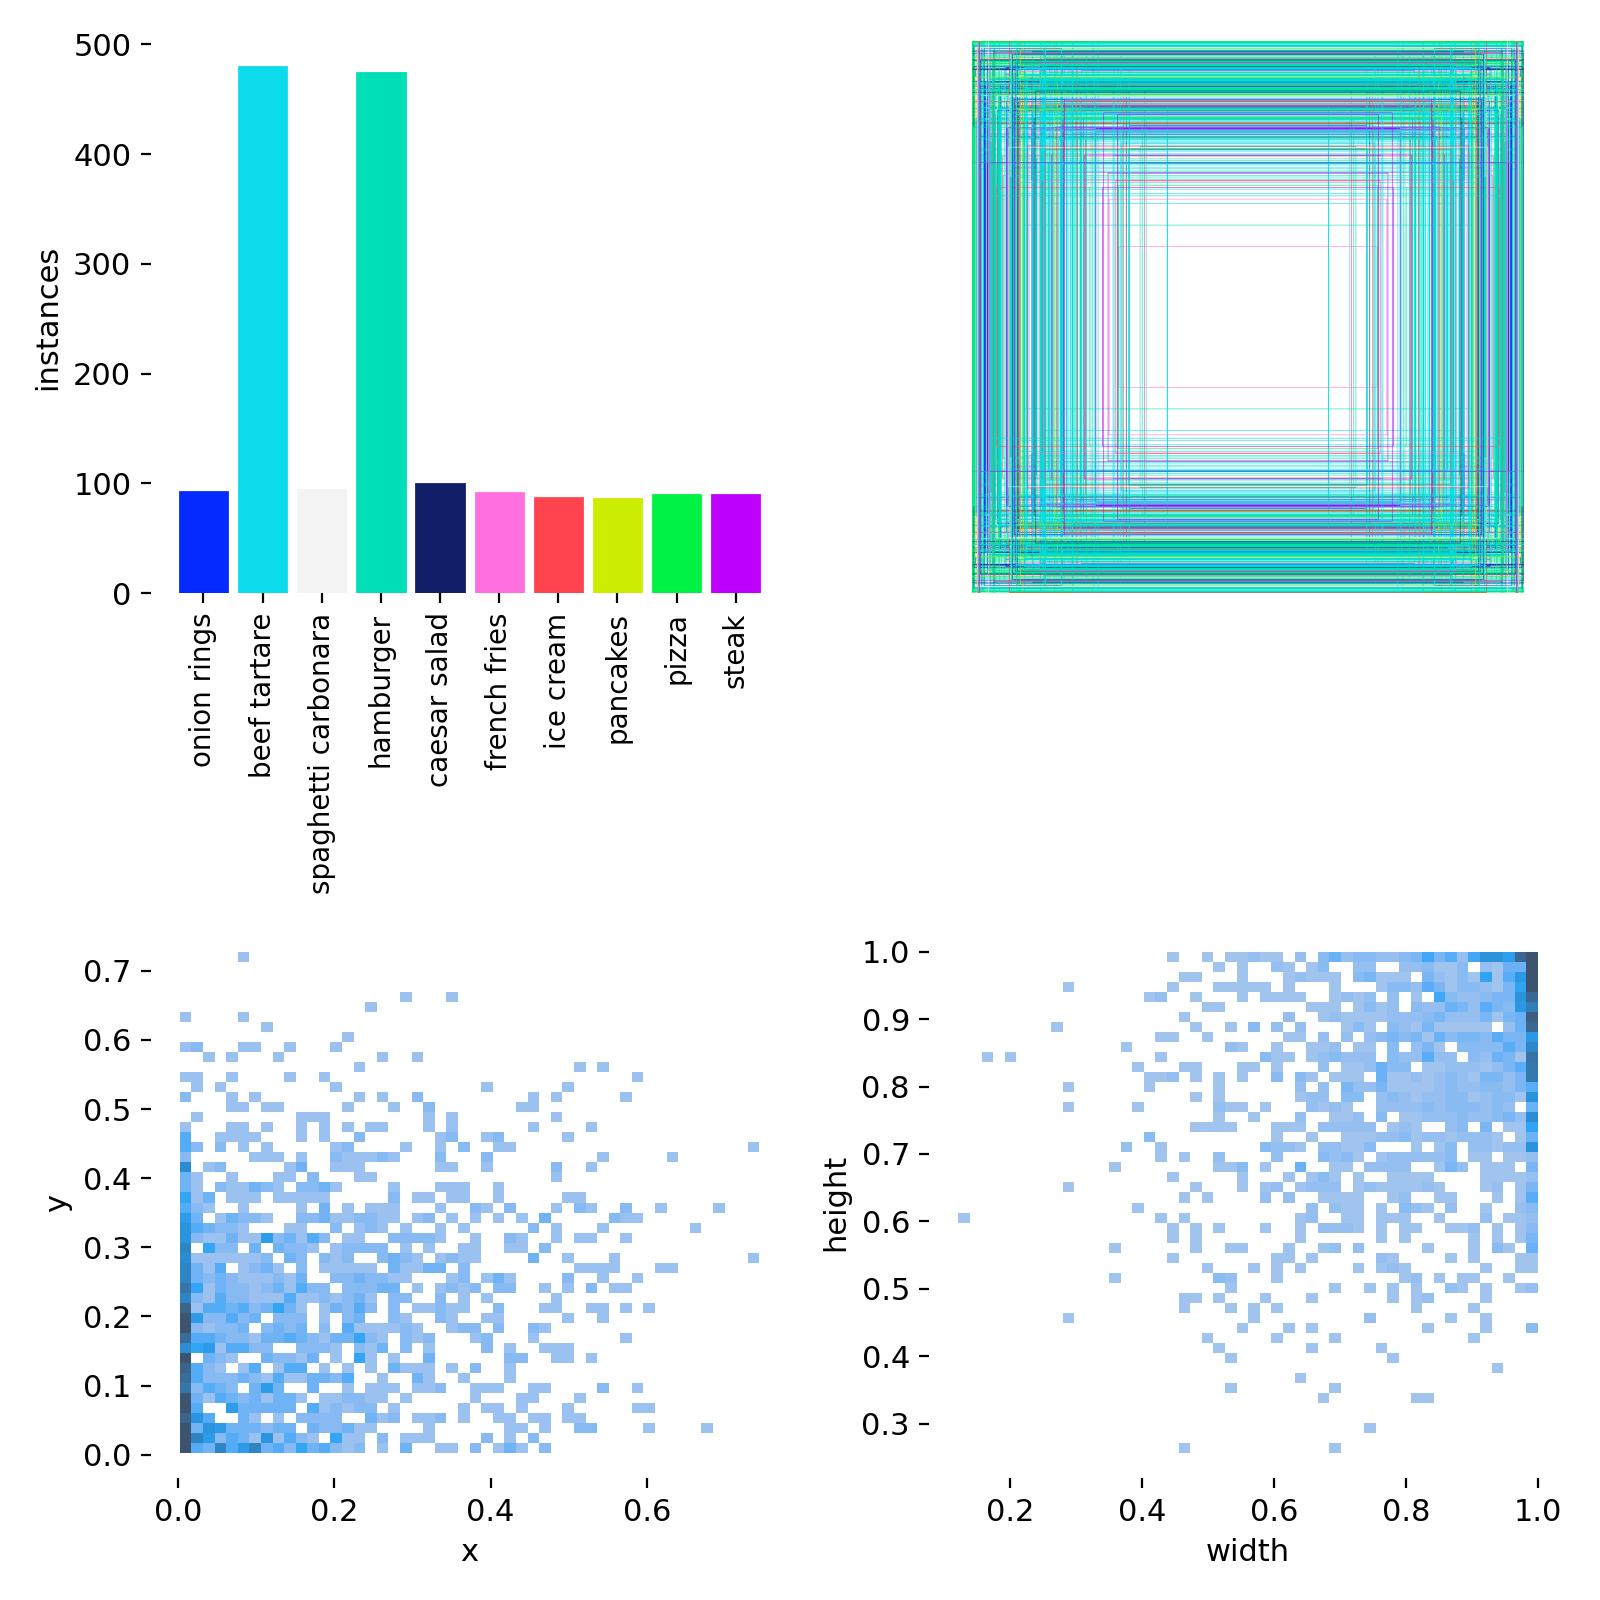 500
400
300
200
100
0
instances
onion rings
beef tartare
spaghetti carbonara
hamburger
caesar salad
french fries
ice cream
pancakes
pizza
steak
0.7
0.6
0.5
0.4
0.3
0.2
0.1
0.0
y
0.0 0.2 0.4 0.6
x
1.0
0.9
0.8
0.7
0.6
0.5
0.4
0.3
height
0.2 0.4 0.6 0.8 1.0
width